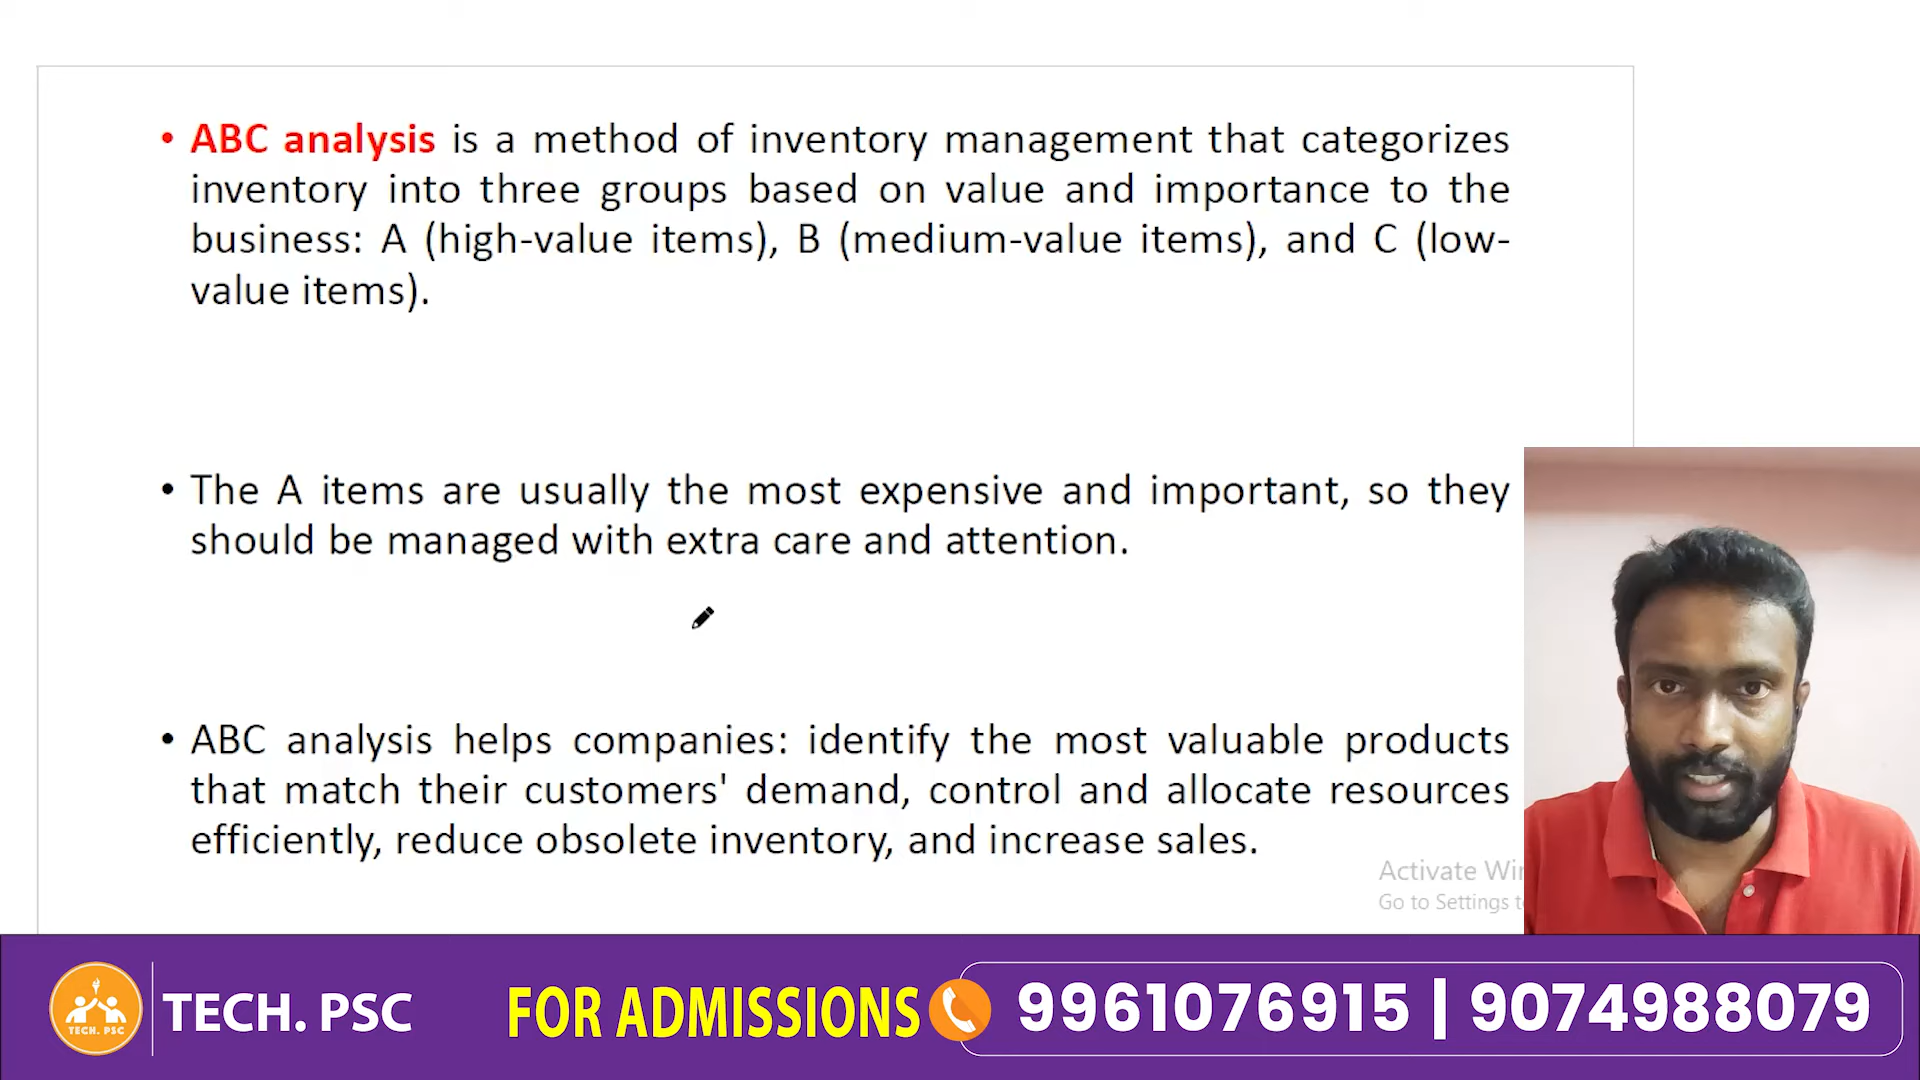 • ABC analysis is a method of inventory management that categorizes
inventory into three groups based on value and importance to the
business: A (high-value items), B (medium-value items), and C (low-
value items).
• The A items are usually the most expensive and important, so they
should be managed with extra care and attention.
• ABC analysis helps companies: identify the most valuable products
that match their customers' demand, control and allocate resources
efficiently, reduce obsolete inventory, and increase sales.
Activate
Go to Settings
TECH. PSC
TECH. PSC
FOR ADMISSIONS
9961076915 | 9074988079